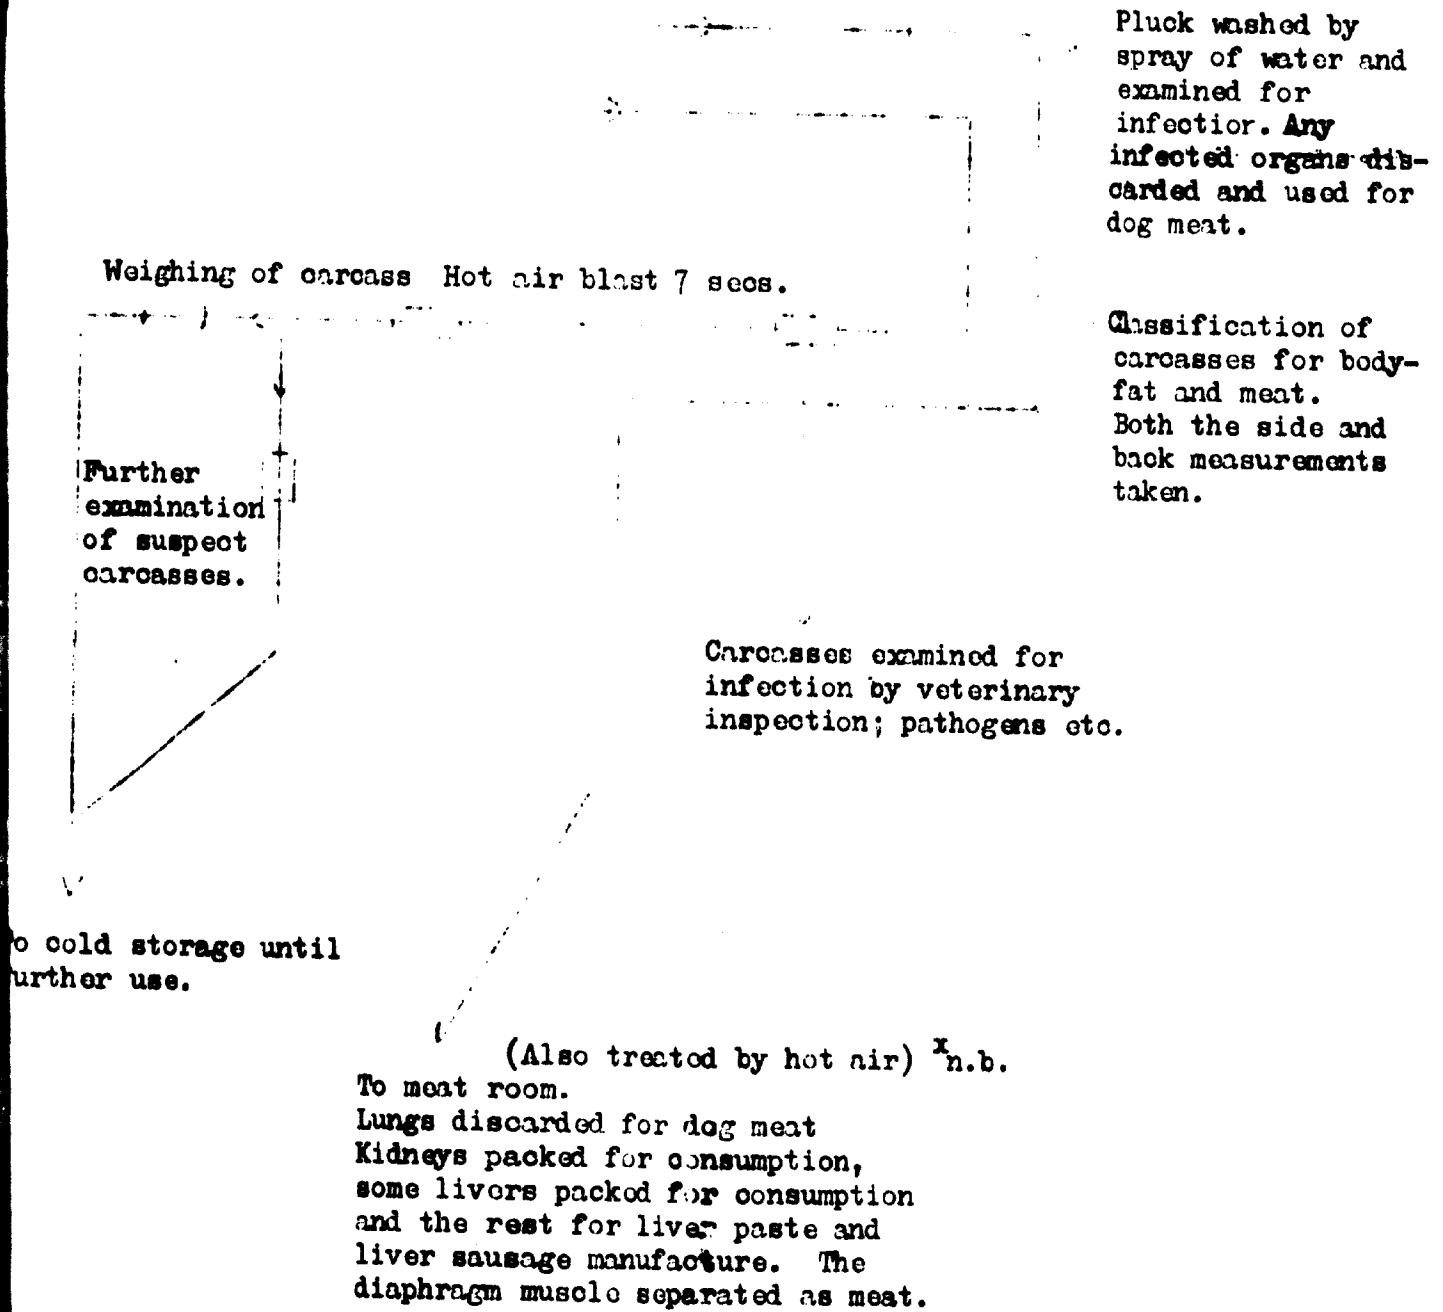 Pluck washed by
spray of water and
examined for
infection. Any
infected organs dis-
carded and used for
dog meat.
Weighing of carcass Hot air blast 7 secs.
Classification of
carcasses for body-
fat and meat.
Both the side and
back measurements
taken.
Further
examination
of suspect
carcasses.
Carcasses examined for
infection by veterinary
inspection; pathogens etc.
o cold storage until
urther use.
(Also treated by hot air) x n.b.
To meat room.
Lungs discarded for dog meat
Kidneys packed for consumption,
some livers packed for consumption
and the rest for liver paste and
liver sausage manufacture. The
diaphragm muscle separated as meat.